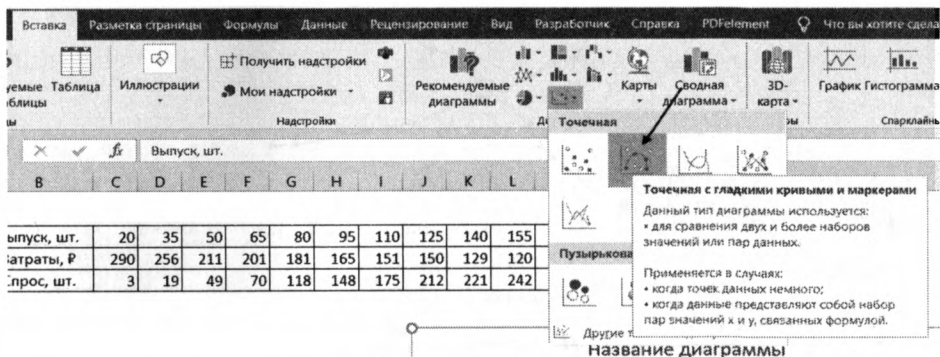 Вставка Разметка страницы Формулы Данные Рецензирование Вид Разработчик Справка PDFelement Что вы хотите сдела
уемые Таблица Иллюстрации Получить надстройки Рекомендуемые Карты Сводная 3D- График Гистограмма
блицы Мои надстройки диаграммы диаграмма карта
цы Надстройки Ди ры Спарклайны
fx Выпуск, шт.
B C D E F G H I J K L
ыпуск, шт. 20 35 50 65 80 95 110 125 140 155
атраты, ₽ 290 256 211 201 181 165 151 150 129 120
прос, шт. 3 19 49 70 118 148 175 212 221 242
Точечная
Точечная с гладкими кривыми и маркерами
Данный тип диаграммы используется:
• для сравнения двух и более наборов
значений или пар данных.
Применяется в случаях:
• когда точек данных немного;
• когда данные представляют собой набор
пар значений x и y, связанных формулой.
Пузырькова
Другие т
Название диаграммы